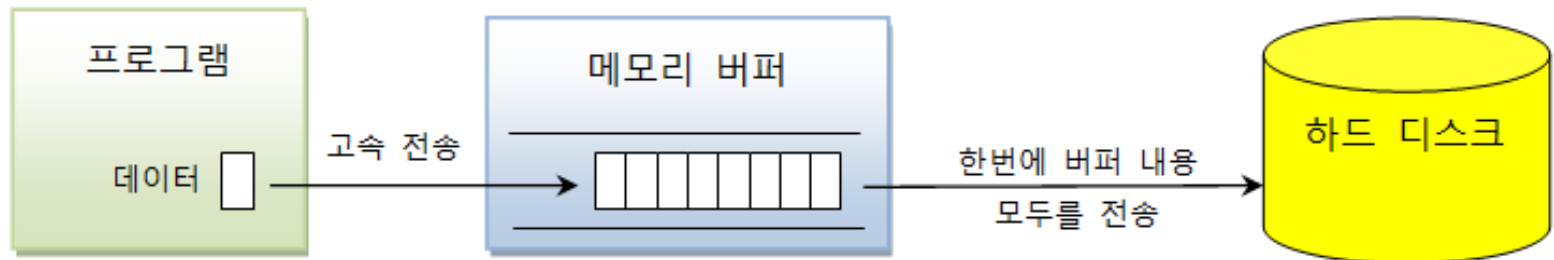 프로그램
데이터
고속 전송
메모리 버퍼
한번에 버퍼 내용
모두를 전송
하드 디스크